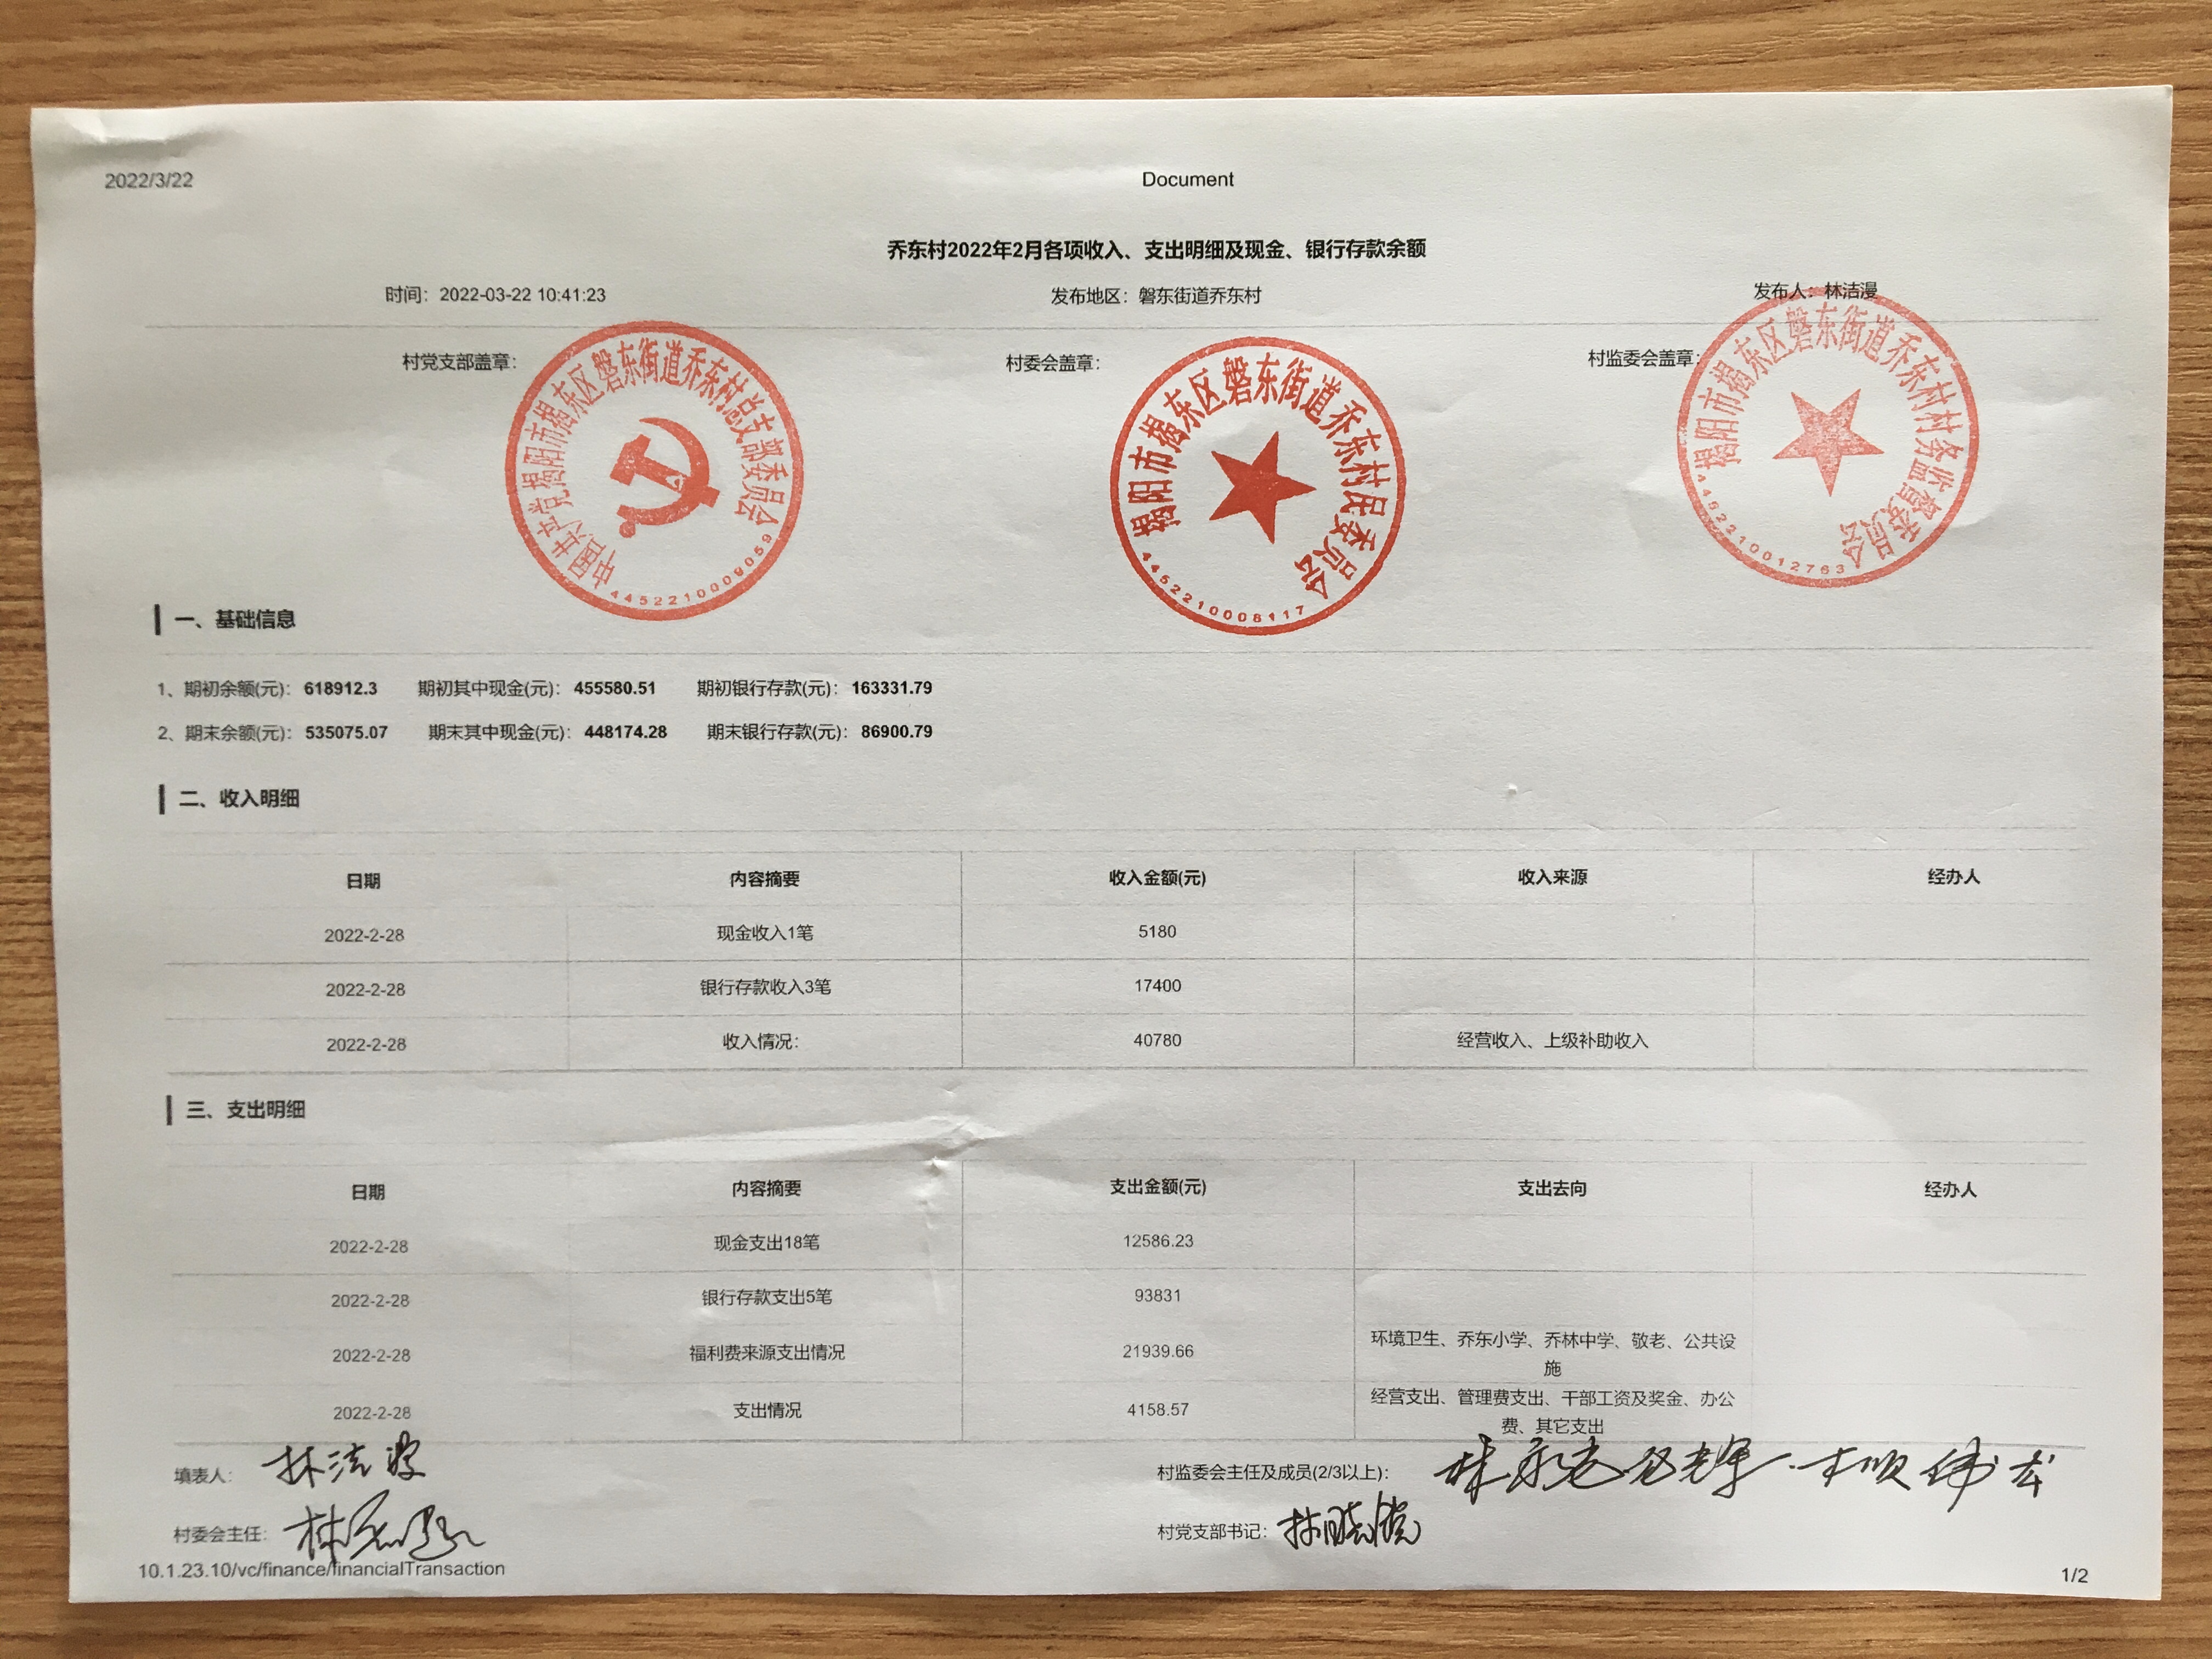 2022/3/22 Document
乔东村2022年2月各项收入、支出明细及现金、银行存款余额
时间：2022-03-22 10:41:23 发布地区：磐东街道乔东村 发布人：林洁漫
村党支部盖章： 村委会盖章： 村监委会盖章：
中国共产党揭阳市揭东区磐东街道乔东村总支部委员会
4452210009059
揭阳市揭东区磐东街道乔东村民委员会
4452210008117
揭阳市揭东区磐东街道乔东村村务监督委员会
4452210012763
一、基础信息
1、期初余额(元)：618912.3 期初其中现金(元)：455580.51 期初银行存款(元)：163331.79
2、期末余额(元)：535075.07 期末其中现金(元)：448174.28 期末银行存款(元)：86900.79
二、收入明细
日期 内容摘要 收入金额(元) 收入来源 经办人
2022-2-28 现金收入1笔 5180
2022-2-28 银行存款收入3笔 17400
2022-2-28 收入情况： 40780 经营收入、上级补助收入
三、支出明细
日期 内容摘要 支出金额(元) 支出去向 经办人
2022-2-28 现金支出18笔 12586.23
2022-2-28 银行存款支出5笔 93831
2022-2-28 福利费来源支出情况 21939.66 环境卫生、乔东小学、乔林中学、敬老、公共设
施
2022-2-28 支出情况 4158.57 经营支出、管理费支出、干部工资及奖金、办公
费、其它支出
填表人：林洁漫 村监委会主任及成员(2/3以上)：
村委会主任： 村党支部书记：
10.1.23.10/vc/finance/financialTransaction 1/2